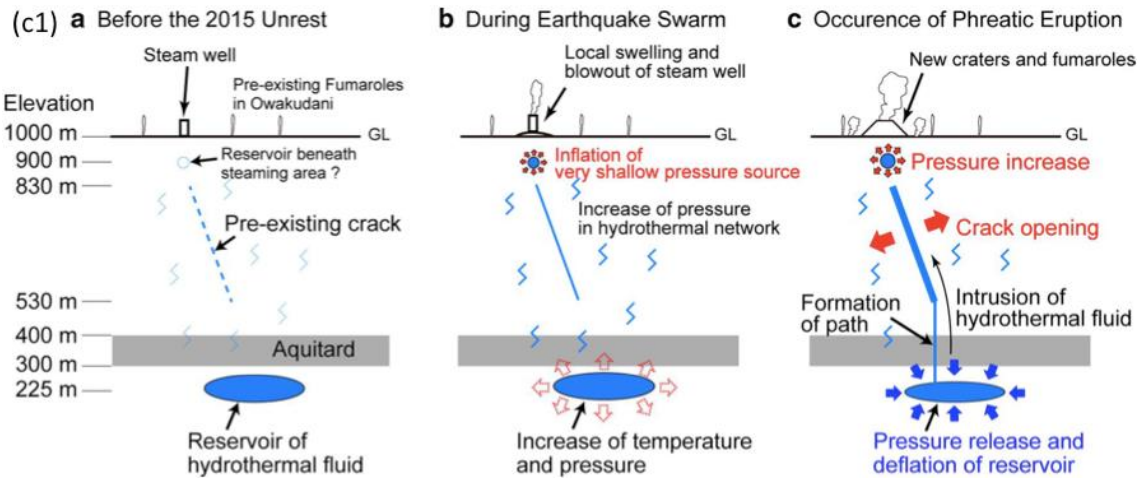 (c1)
a Before the 2015 Unrest
Steam well
Pre-existing Fumaroles
in Owakudani
Elevation
1000 m
GL
900 m
Reservoir beneath
steaming area ?
830 m
Pre-existing crack
530 m
400 m
Aquitard
300 m
225 m
Reservoir of
hydrothermal fluid
b During Earthquake Swarm
Local swelling and
blowout of steam well
GL
Inflation of
very shallow pressure source
Increase of pressure
in hydrothermal network
Increase of temperature
and pressure
c Occurence of Phreatic Eruption
New craters and fumaroles
GL
Pressure increase
Crack opening
Formation
of path
Intrusion of
hydrothermal fluid
Pressure release and
deflation of reservoir